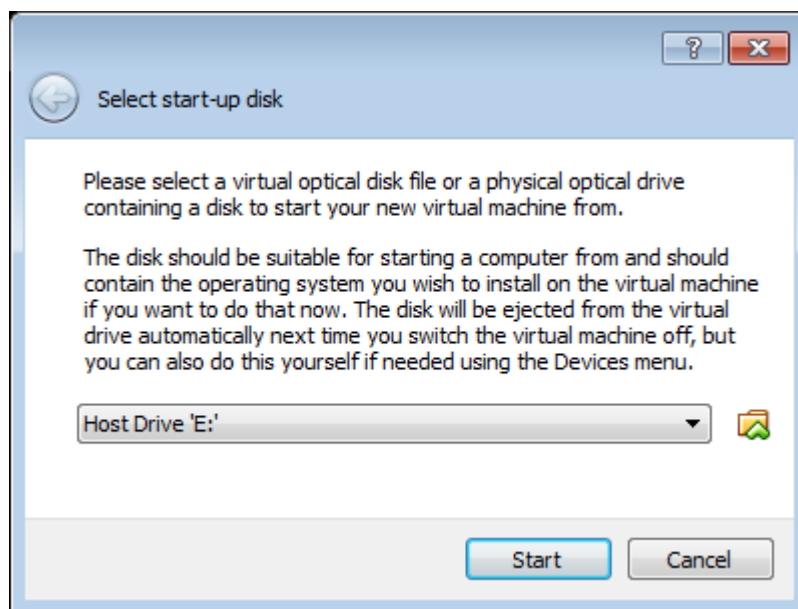 ?
Select start-up disk
Please select a virtual optical disk file or a physical optical drive
containing a disk to start your new virtual machine from.
The disk should be suitable for starting a computer from and should
contain the operating system you wish to install on the virtual machine
if you want to do that now. The disk will be ejected from the virtual
drive automatically next time you switch the virtual machine off, but
you can also do this yourself if needed using the Devices menu.
Host Drive 'E:'
Start
Cancel